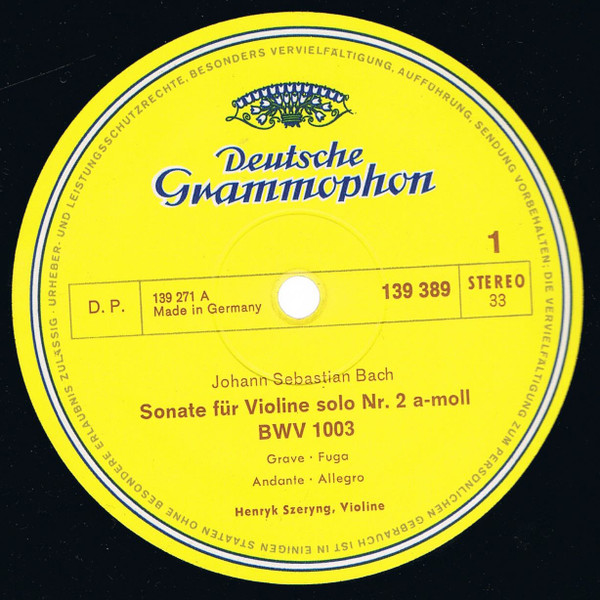 URHEBER- UND LEISTUNGSSCHUTZRECHTE, BESONDERS VERVIELFÄLTIGUNG, AUFFÜHRUNG, SENDUNG VORBEHALTEN; DIE VERVIELFÄLTIGUNG ZUM PERSÖNLICHEN GEBRAUCH IST IN EINIGEN STAATEN OHNE BESONDERE ERLAUBNIS ZULÄSSIG ·
Deutsche
Grammophon
1
D. P.
139 271 A
Made in Germany
139 389
STEREO
33
Johann Sebastian Bach
Sonate für Violine solo Nr. 2 a-moll
BWV 1003
Grave · Fuga
Andante · Allegro
Henryk Szeryng, Violine